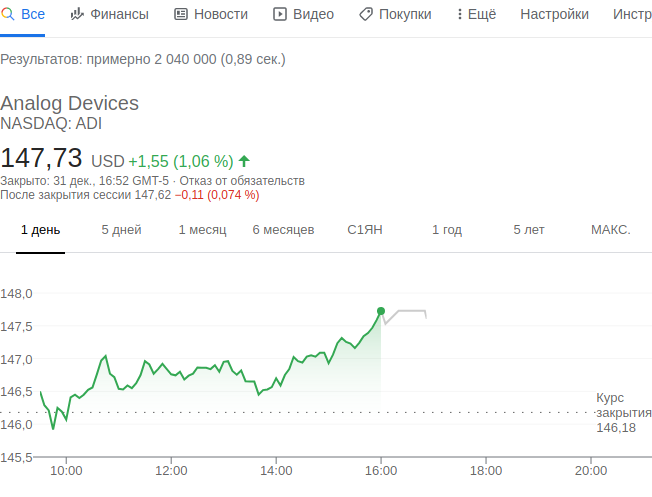 Все Финансы Новости Видео Покупки Ещё Настройки Инстр
Результатов: примерно 2 040 000 (0,89 сек.)
Analog Devices
NASDAQ: ADI
147,73 USD +1,55 (1,06 %)
Закрыто: 31 дек., 16:52 GMT-5 · Отказ от обязательств
После закрытия сессии 147,62 −0,11 (0,074 %)
1 день 5 дней 1 месяц 6 месяцев С1ЯН 1 год 5 лет МАКС.
148,0
147,5
147,0
146,5
146,0
145,5
Курс
закрытия
146,18
10:00 12:00 14:00 16:00 18:00 20:00